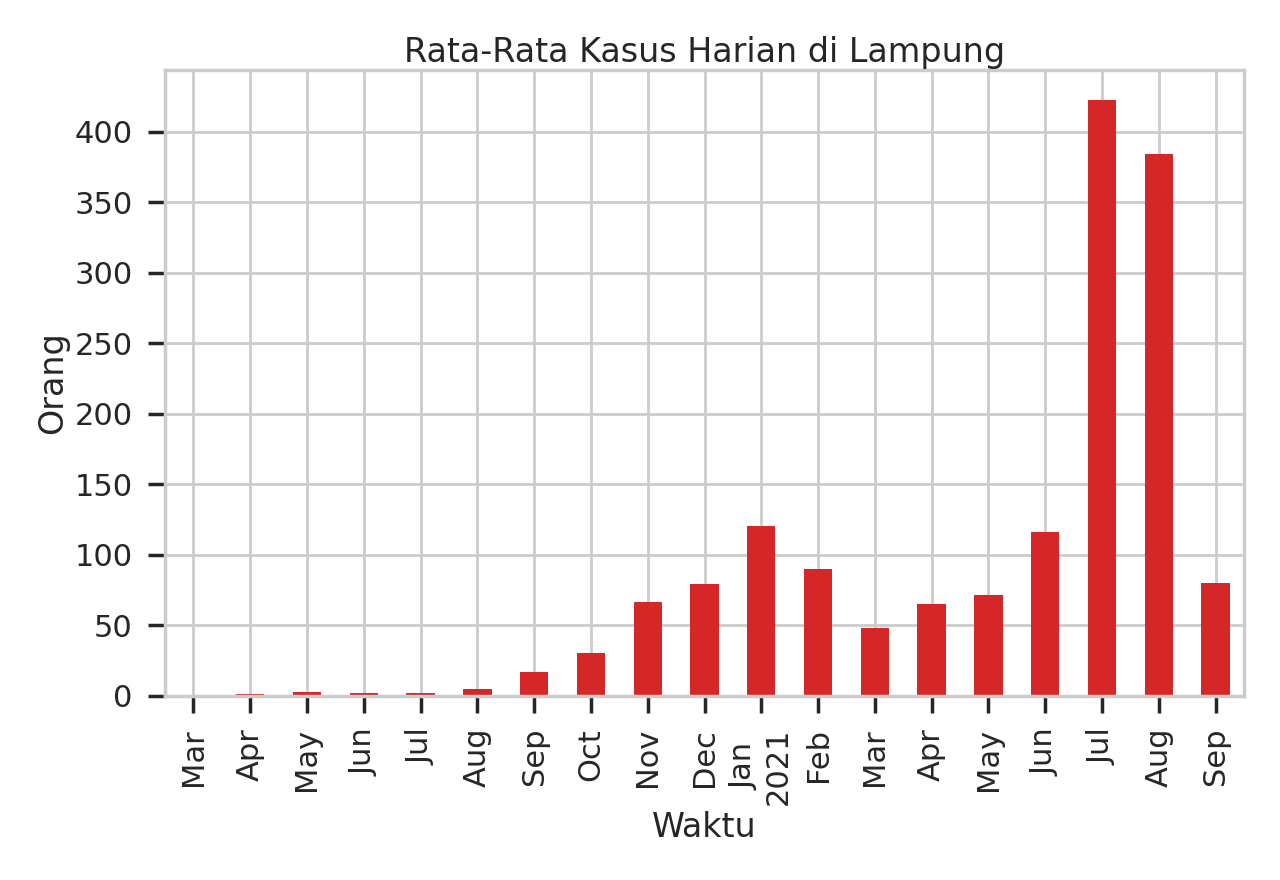 Rata-Rata Kasus Harian di Lampung
Orang
400
350
300
250
200
150
100
50
0
Mar
Apr
May
Jun
Jul
Aug
Sep
Oct
Nov
Dec
Jan
2021
Feb
Mar
Apr
May
Jun
Jul
Aug
Sep
Waktu